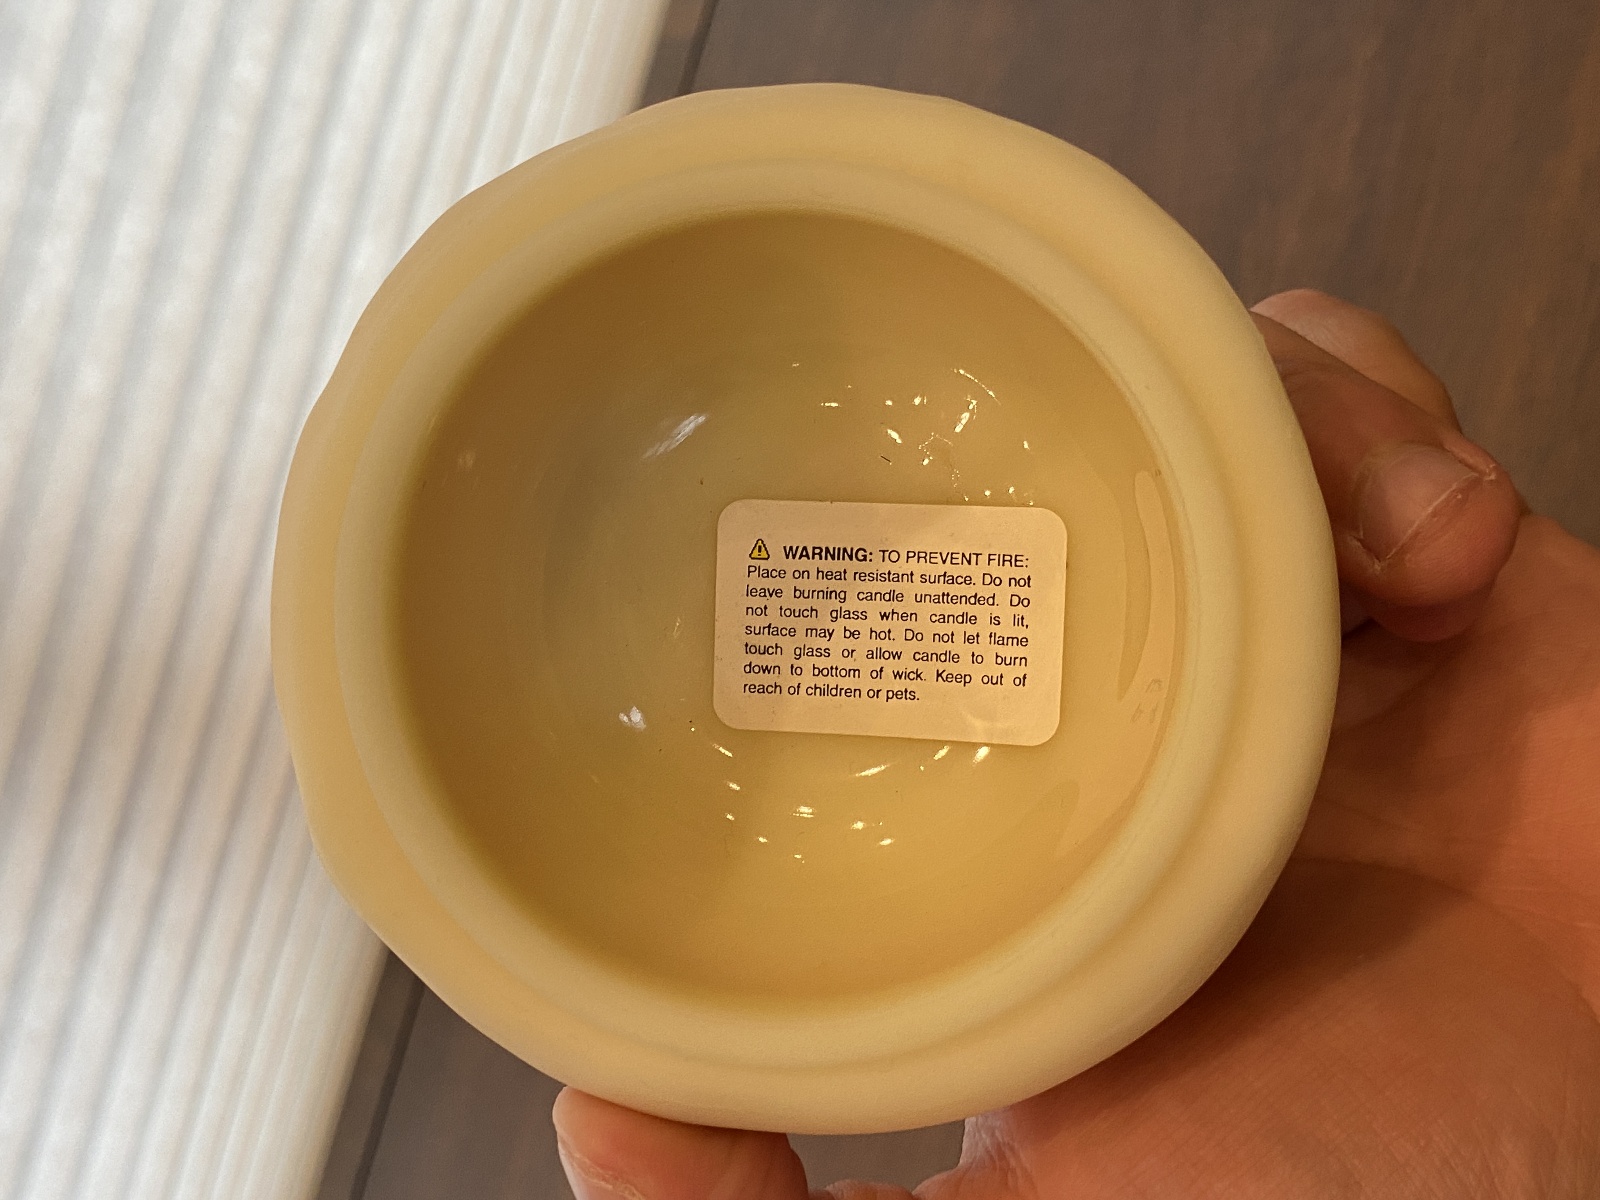 WARNING: TO PREVENT FIRE:
Place on heat resistant surface. Do not
leave burning candle unattended. Do
not touch glass when candle is lit,
surface may be hot. Do not let flame
touch glass or allow candle to burn
down to bottom of wick. Keep out of
reach of children or pets.